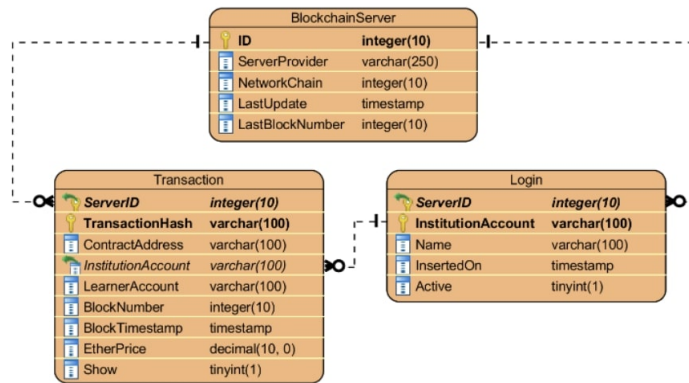 BlockchainServer
ID integer(10)
ServerProvider varchar(250)
NetworkChain integer(10)
LastUpdate timestamp
LastBlockNumber integer(10)
Transaction
ServerID integer(10)
TransactionHash varchar(100)
ContractAddress varchar(100)
InstitutionAccount varchar(100)
LearnerAccount varchar(100)
BlockNumber integer(10)
BlockTimestamp timestamp
EtherPrice decimal(10, 0)
Show tinyint(1)
Login
ServerID integer(10)
InstitutionAccount varchar(100)
Name varchar(100)
InsertedOn timestamp
Active tinyint(1)